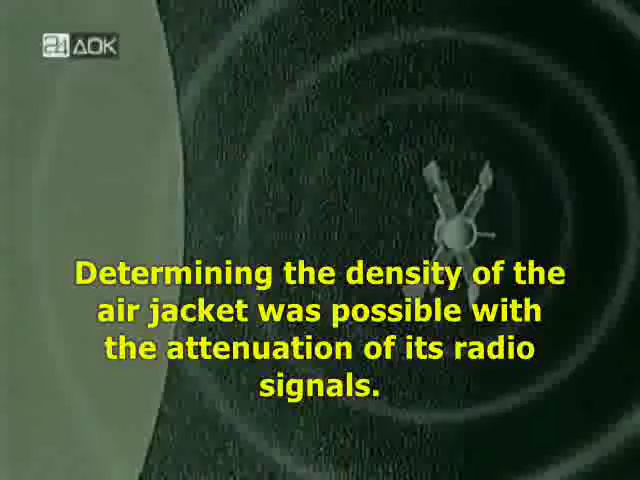 24 ДОК
Determining the density of the
air jacket was possible with
the attenuation of its radio
signals.